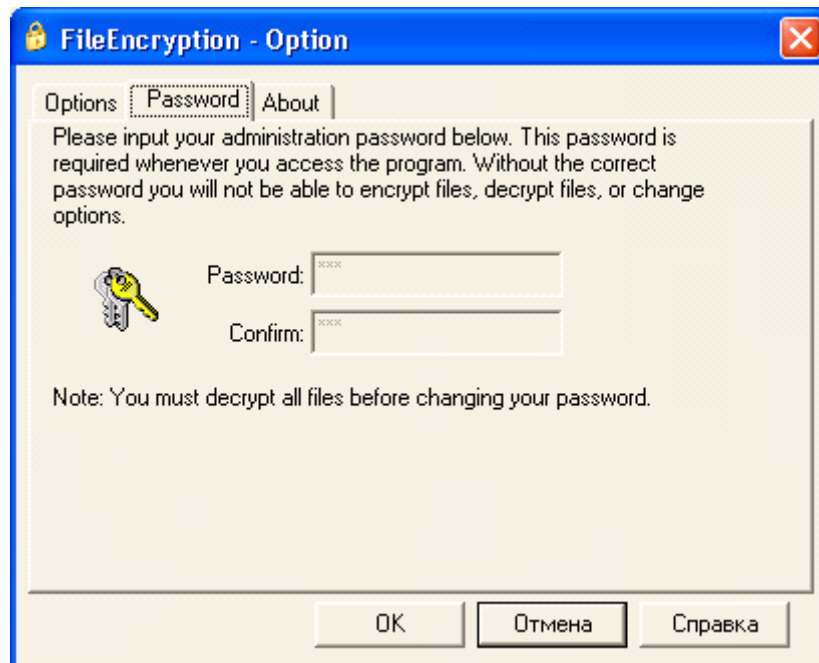 FileEncryption - Option
Options Password About
Please input your administration password below. This password is
required whenever you access the program. Without the correct
password you will not be able to encrypt files, decrypt files, or change
options.
Password: ***
Confirm: ***
Note: You must decrypt all files before changing your password.
OK Отмена Справка